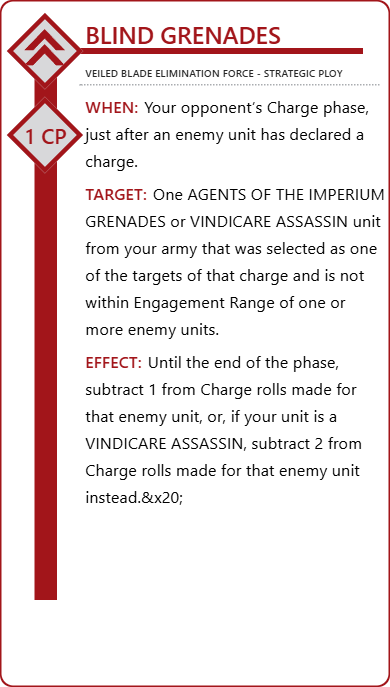 BLIND GRENADES
VEILED BLADE ELIMINATION FORCE - STRATEGIC PLOY
1 CP
WHEN: Your opponent's Charge phase,
just after an enemy unit has declared a
charge.
TARGET: One AGENTS OF THE IMPERIUM
GRENADES or VINDICARE ASSASSIN unit
from your army that was selected as one
of the targets of that charge and is not
within Engagement Range of one or
more enemy units.
EFFECT: Until the end of the phase,
subtract 1 from Charge rolls made for
that enemy unit, or, if your unit is a
VINDICARE ASSASSIN, subtract 2 from
Charge rolls made for that enemy unit
instead.&#x20;